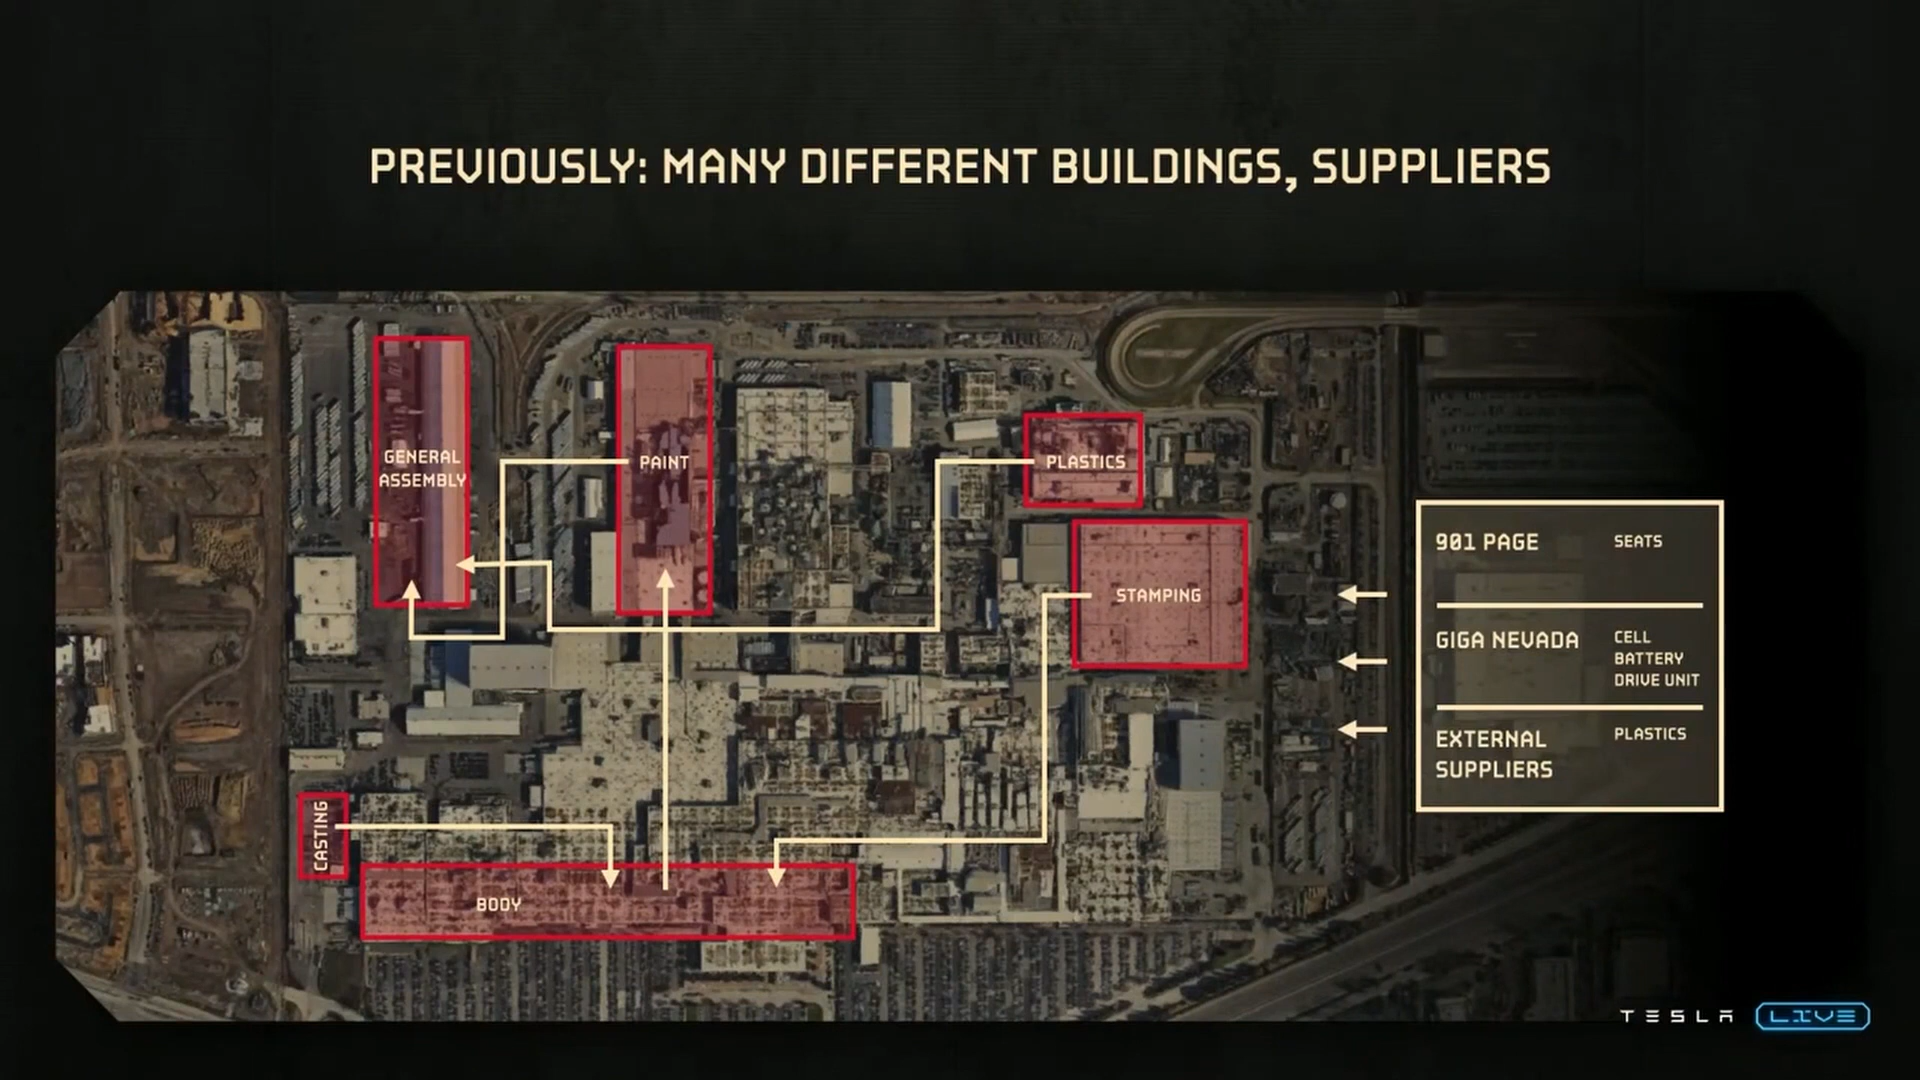 PREVIOUSLY: MANY DIFFERENT BUILDINGS, SUPPLIERS
GENERAL
ASSEMBLY
PAINT
PLASTICS
STAMPING
CASTING
BODY
901 PAGE
SEATS
GIGA NEVADA
CELL
BATTERY
DRIVE UNIT
EXTERNAL
SUPPLIERS
PLASTICS
TESLA LIVE